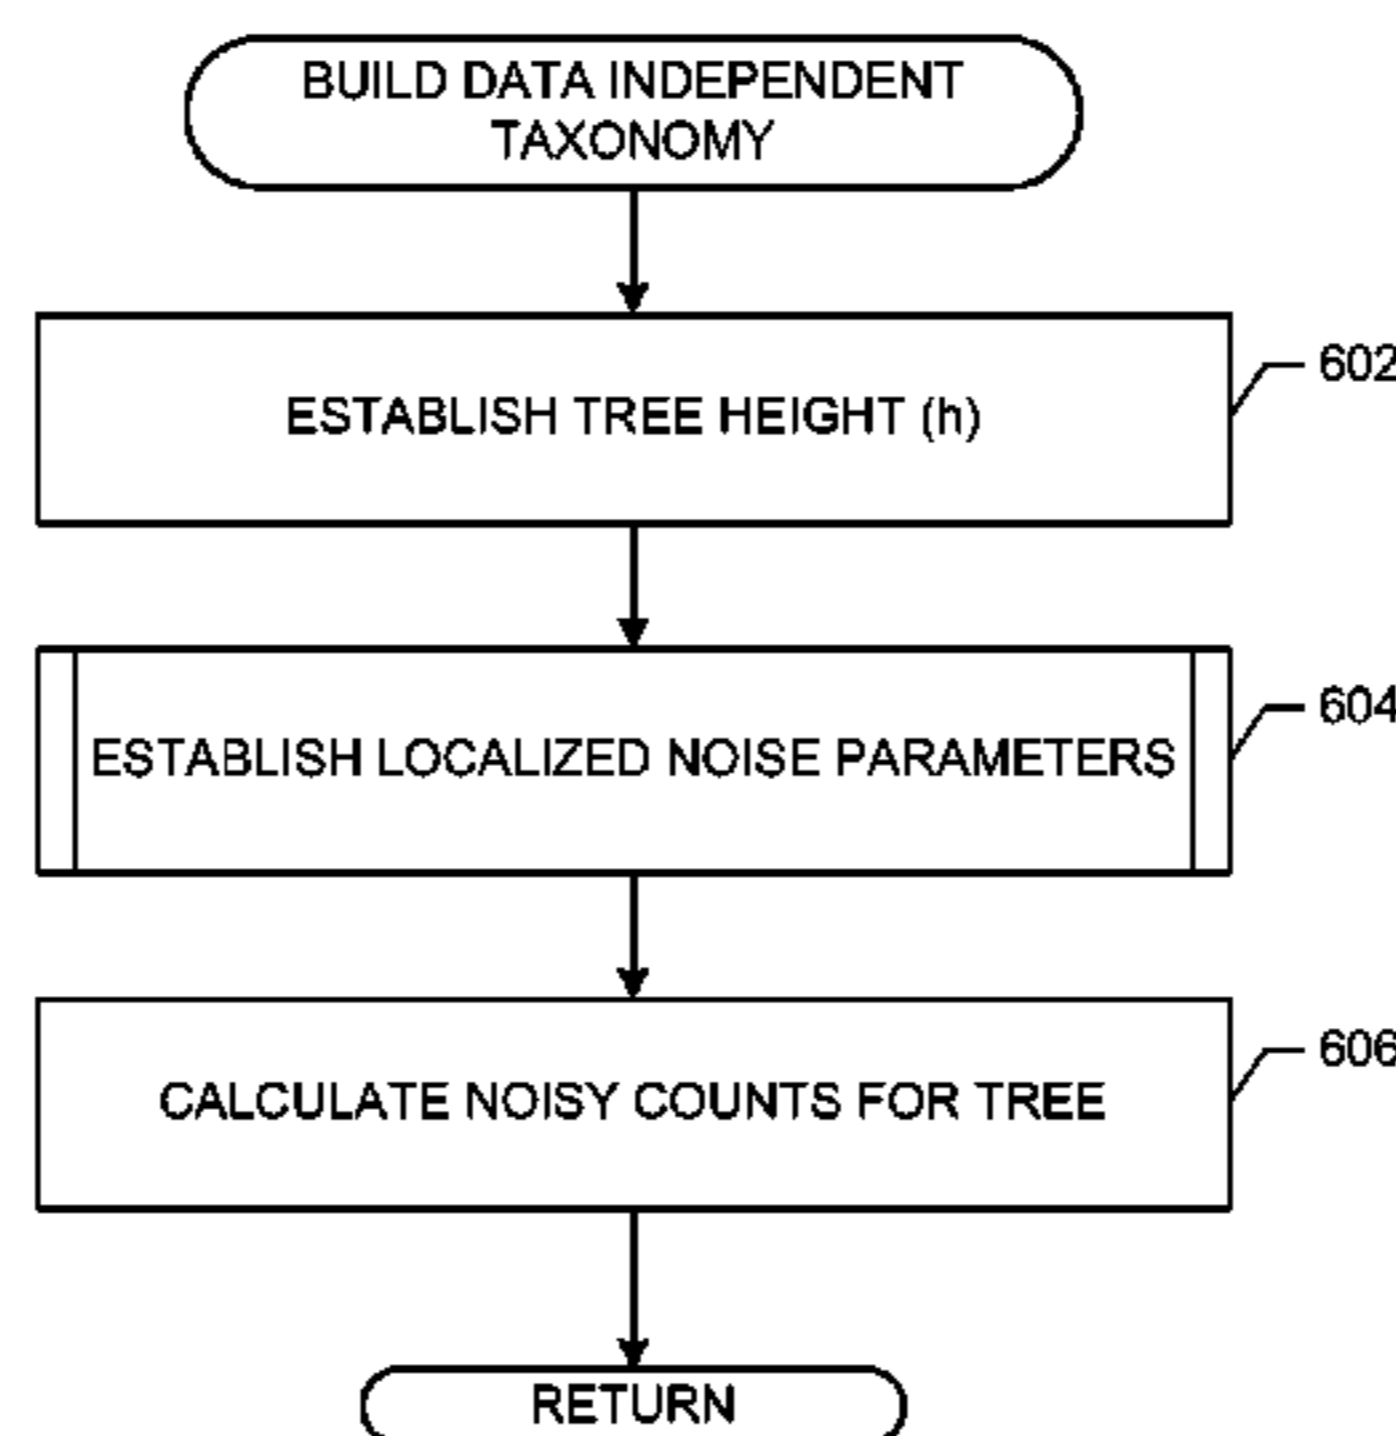 BUILD DATA INDEPENDENT
TAXONOMY
602
ESTABLISH TREE HEIGHT (h)
604
ESTABLISH LOCALIZED NOISE PARAMETERS
606
CALCULATE NOISY COUNTS FOR TREE
RETURN